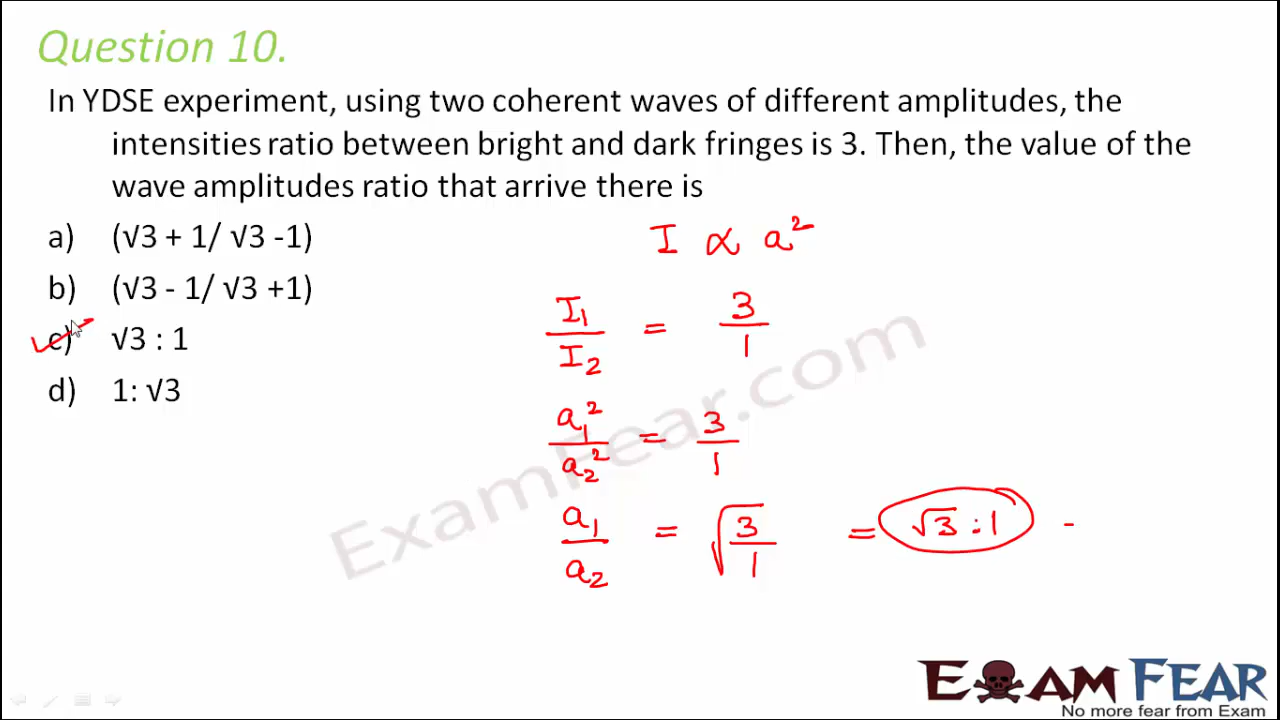 Question 10.
In YDSE experiment, using two coherent waves of different amplitudes, the
intensities ratio between bright and dark fringes is 3. Then, the value of the
wave amplitudes ratio that arrive there is
a) (√3 + 1/ √3 -1)
b) (√3 - 1/ √3 +1)
c) √3 : 1
d) 1: √3
I ∝ a²
I₁/I₂ = 3/1
a₁²/a₂² = 3/1
a₁/a₂ = √(3/1) = √3 : 1 -
ExamFear.com
EXAM FEAR
No more fear from Exam